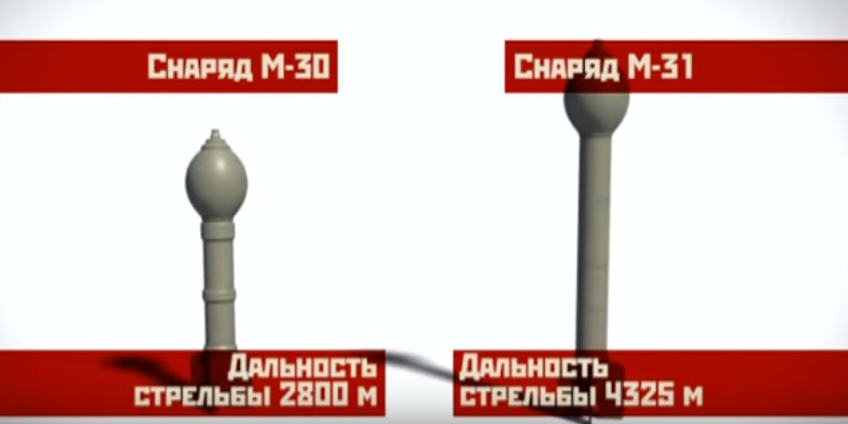 Снаряд М-30
Снаряд М-31
Дальность
стрельбы 2800 м
Дальность
стрельбы 4325 м